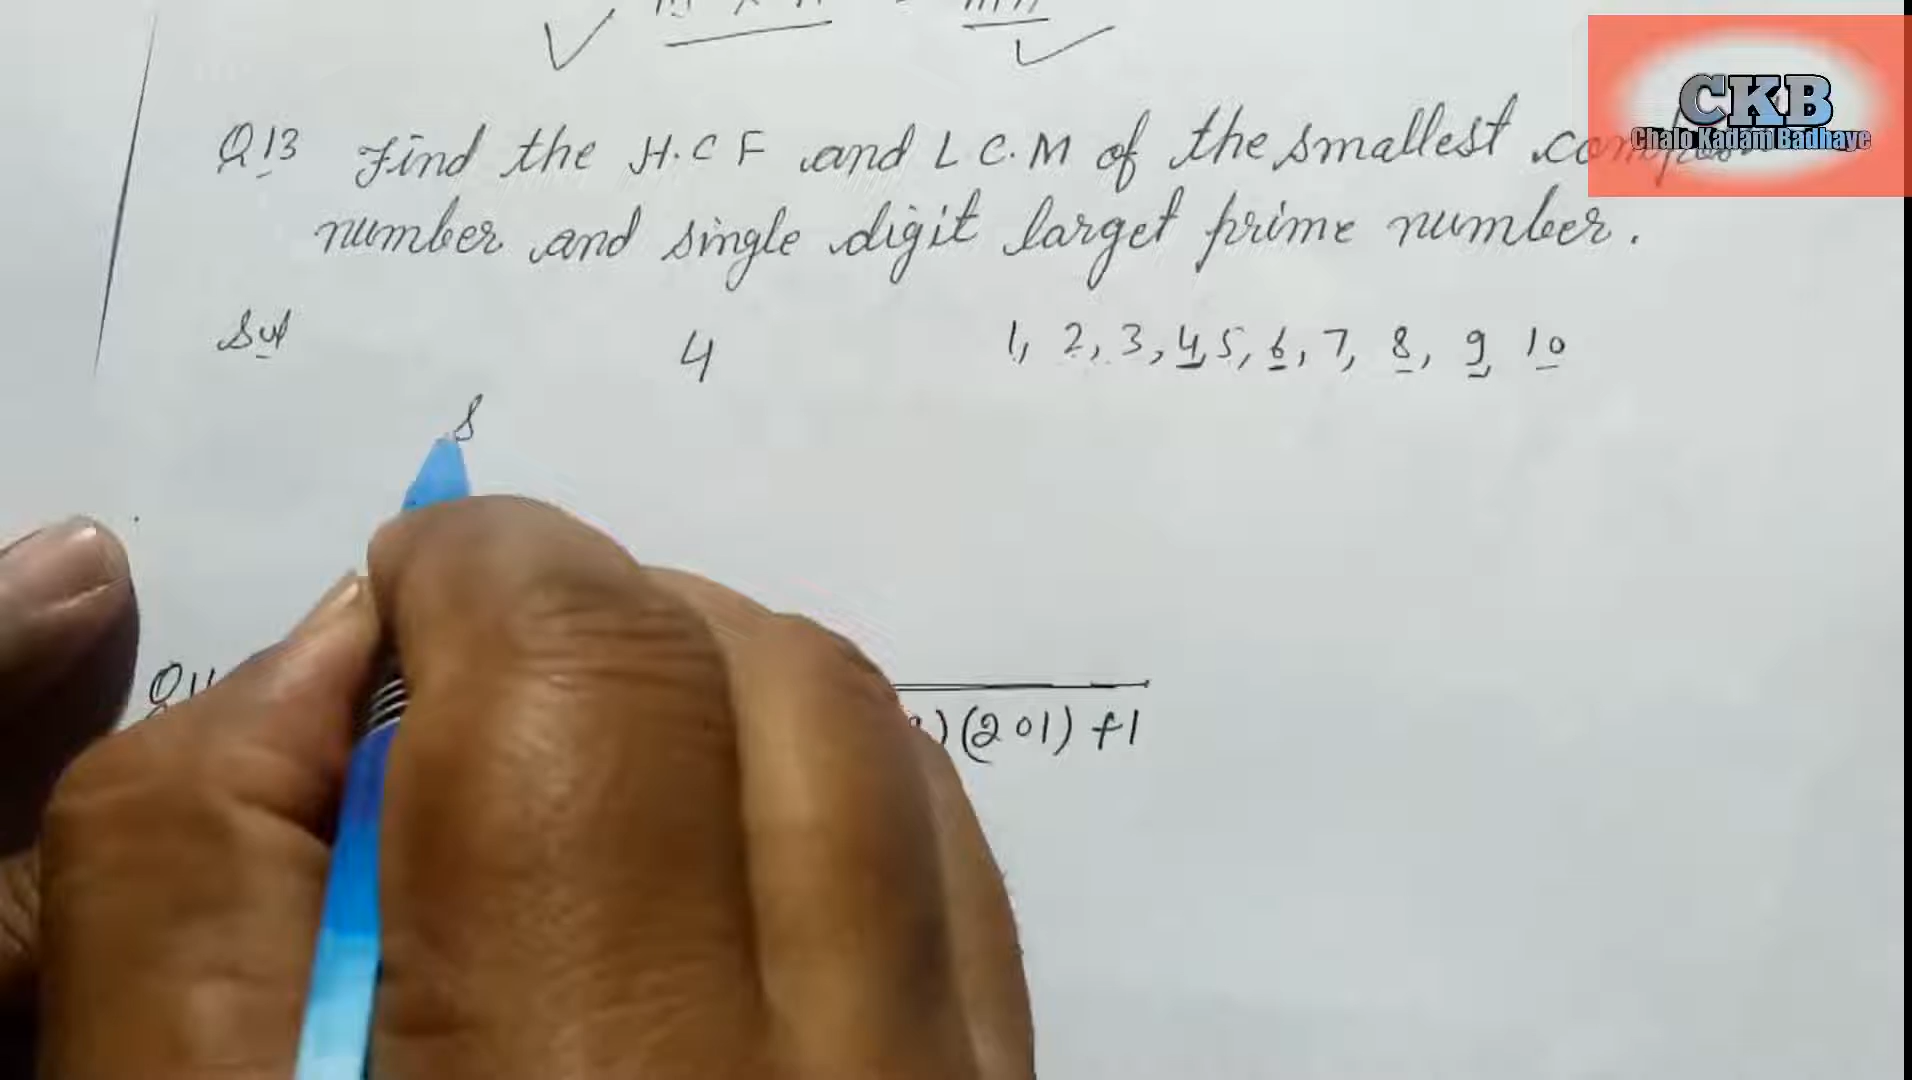 Q13 Find the H.C F and L C.M of the smallest
number and single digit larget prime number.
Sol 4 1, 2, 3, 4, 5, 6, 7, 8, 9, 10
S
) (201) +1
CKB
Chalo Kadam Badhaye